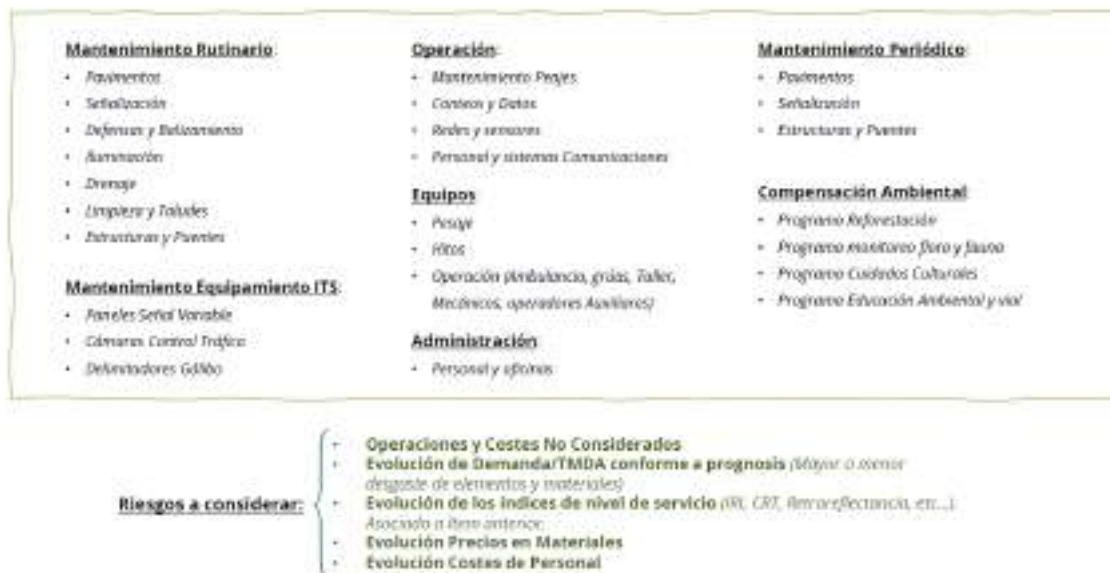 Mantenimiento Rutinario:
• Pavimentos
• Señalización
• Defensas y Balizamiento
• Iluminación
• Drenaje
• Limpieza y Taludes
• Estructuras y Puentes
Mantenimiento Equipamiento ITS:
• Paneles Señal Variable
• Cámaras Control Tráfico
• Delimitadores Gálibo
Operación:
• Mantenimiento Peajes
• Conteos y Datos
• Redes y sensores
• Personal y sistemas Comunicaciones
Equipos
• Pesaje
• Hitos
• Operación (Ambulancia, grúas, Taller,
Mecánicos, operadores Auxiliares)
Administración
• Personal y oficinas
Mantenimiento Periódico:
• Pavimentos
• Señalización
• Estructuras y Puentes
Compensación Ambiental
• Programa Reforestación
• Programa monitoreo flora y fauna
• Programa Cuidados Culturales
• Programa Educación Ambiental y vial
Riesgos a considerar:
• Operaciones y Costes No Considerados
• Evolución de Demanda/TMDA conforme a prognosis (Mayor o menor
desgaste de elementos y materiales)
• Evolución de los índices de nivel de servicio (IRI, CRT, Retroreflectancia, etc...).
Asociado a ítem anterior.
• Evolución Precios en Materiales
• Evolución Costes de Personal